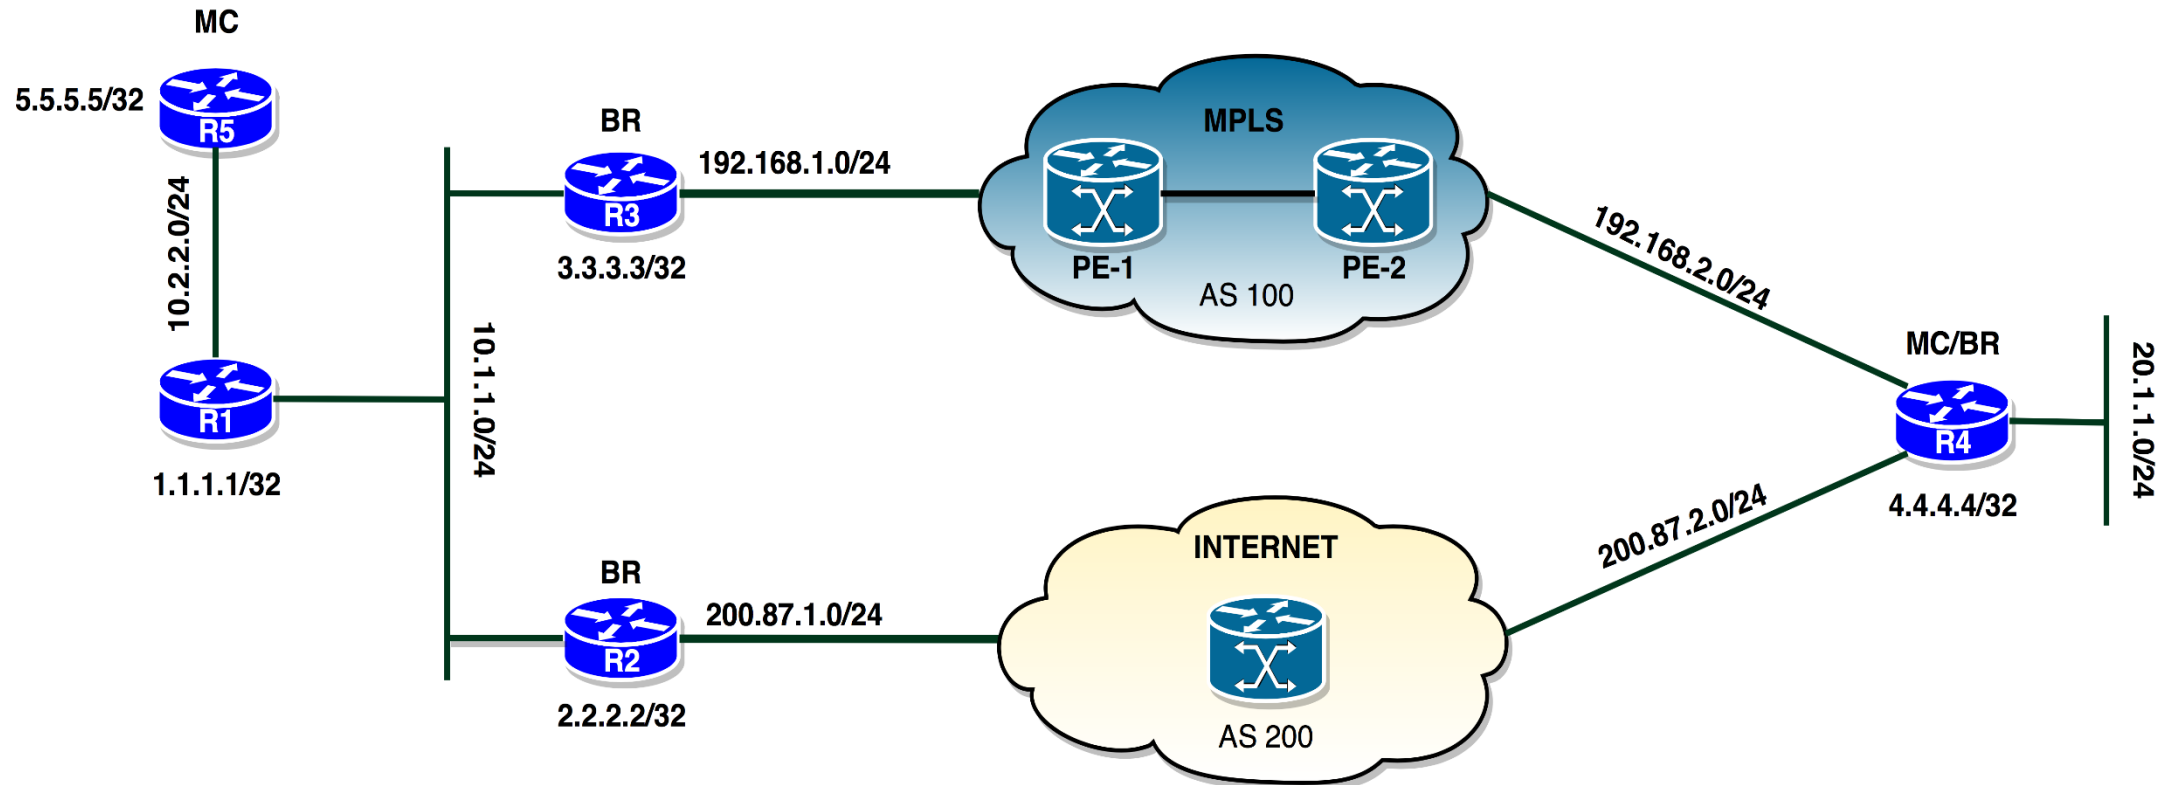 MC
5.5.5.5/32
R5
10.2.2.0/24
R1
1.1.1.1/32
10.1.1.0/24
BR
R3
3.3.3.3/32
192.168.1.0/24
MPLS
PE-1
PE-2
AS 100
192.168.2.0/24
BR
R2
2.2.2.2/32
200.87.1.0/24
INTERNET
AS 200
200.87.2.0/24
MC/BR
R4
4.4.4.4/32
20.1.1.0/24